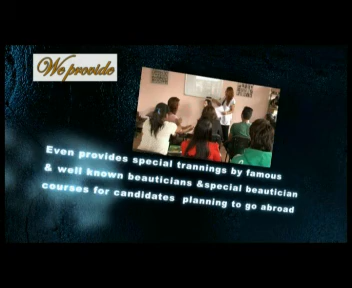 We provide
Even provides special trannings by famous
& well known beauticians &special beautician
courses for candidates planning to go abroad